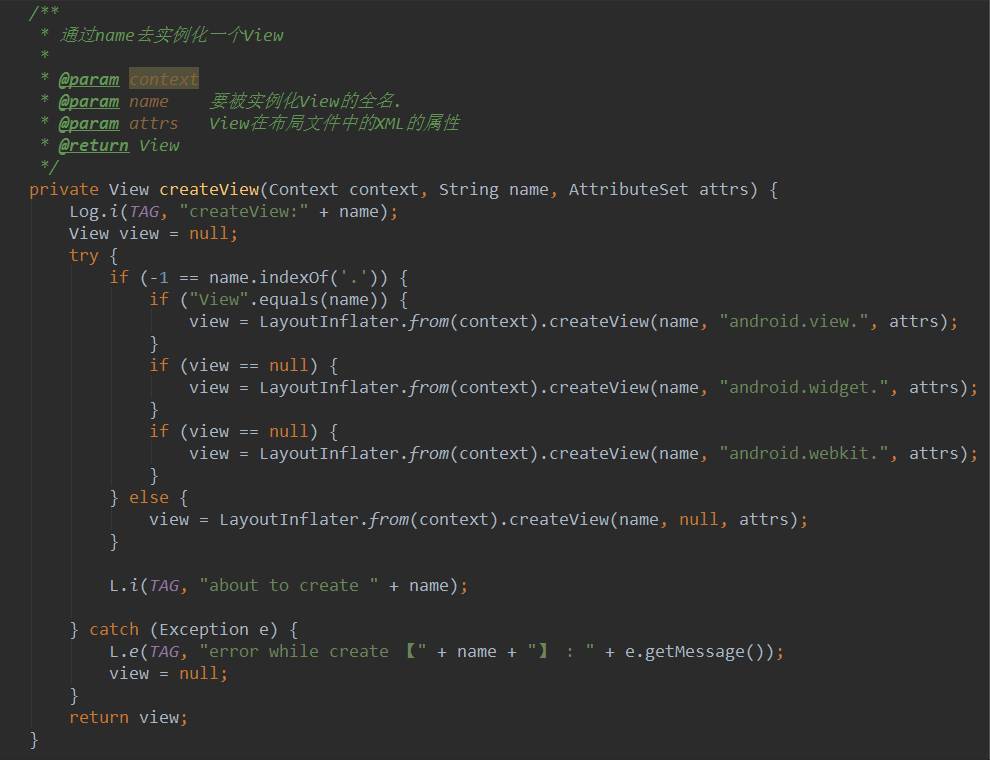 /**
 * 通过name去实例化一个View
 *
 * @param context
 * @param name    要被实例化View的全名.
 * @param attrs   View在布局文件中的XML的属性
 * @return View
 */
private View createView(Context context, String name, AttributeSet attrs) {
    Log.i(TAG, "createView:" + name);
    View view = null;
    try {
        if (-1 == name.indexOf('.')) {
            if ("View".equals(name)) {
                view = LayoutInflater.from(context).createView(name, "android.view.", attrs);
            }
            if (view == null) {
                view = LayoutInflater.from(context).createView(name, "android.widget.", attrs);
            }
            if (view == null) {
                view = LayoutInflater.from(context).createView(name, "android.webkit.", attrs);
            }
        } else {
            view = LayoutInflater.from(context).createView(name, null, attrs);
        }

        L.i(TAG, "about to create " + name);

    } catch (Exception e) {
        L.e(TAG, "error while create 【" + name + "】 : " + e.getMessage());
        view = null;
    }
    return view;
}